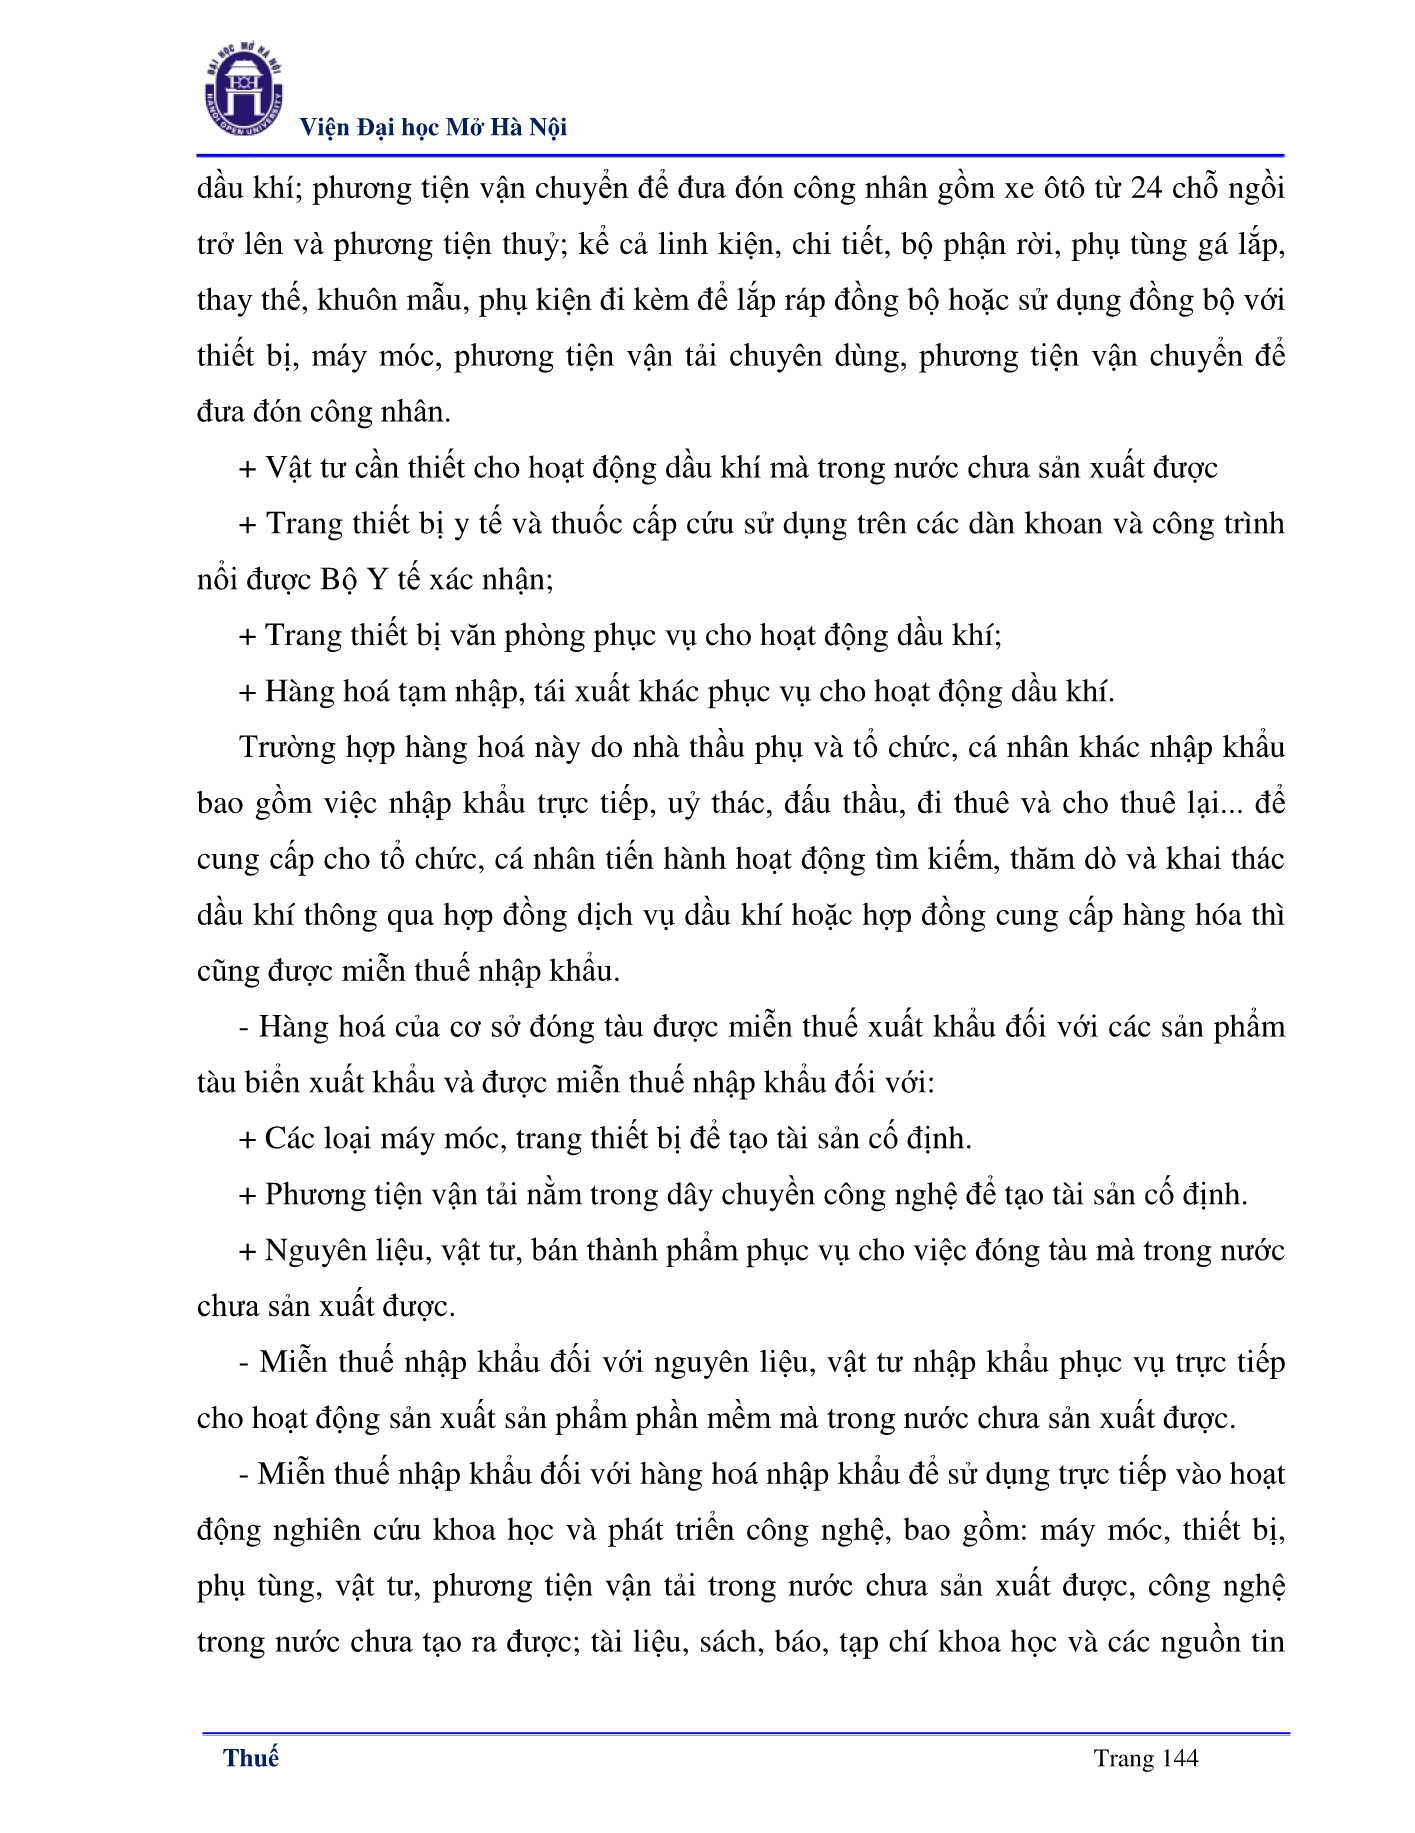 ĐẠI HỌC MỞ HÀ NỘI
HANOI OPEN UNIVERSITY
Viện Đại học Mở Hà Nội
dầu khí; phương tiện vận chuyển để đưa đón công nhân gồm xe ôtô từ 24 chỗ ngồi
trở lên và phương tiện thuỷ; kể cả linh kiện, chi tiết, bộ phận rời, phụ tùng gá lắp,
thay thế, khuôn mẫu, phụ kiện đi kèm để lắp ráp đồng bộ hoặc sử dụng đồng bộ với
thiết bị, máy móc, phương tiện vận tải chuyên dùng, phương tiện vận chuyển để
đưa đón công nhân.
+ Vật tư cần thiết cho hoạt động dầu khí mà trong nước chưa sản xuất được
+ Trang thiết bị y tế và thuốc cấp cứu sử dụng trên các dàn khoan và công trình
nổi được Bộ Y tế xác nhận;
+ Trang thiết bị văn phòng phục vụ cho hoạt động dầu khí;
+ Hàng hoá tạm nhập, tái xuất khác phục vụ cho hoạt động dầu khí.
Trường hợp hàng hoá này do nhà thầu phụ và tổ chức, cá nhân khác nhập khẩu
bao gồm việc nhập khẩu trực tiếp, uỷ thác, đấu thầu, đi thuê và cho thuê lại... để
cung cấp cho tổ chức, cá nhân tiến hành hoạt động tìm kiếm, thăm dò và khai thác
dầu khí thông qua hợp đồng dịch vụ dầu khí hoặc hợp đồng cung cấp hàng hóa thì
cũng được miễn thuế nhập khẩu.
- Hàng hoá của cơ sở đóng tàu được miễn thuế xuất khẩu đối với các sản phẩm
tàu biển xuất khẩu và được miễn thuế nhập khẩu đối với:
+ Các loại máy móc, trang thiết bị để tạo tài sản cố định.
+ Phương tiện vận tải nằm trong dây chuyền công nghệ để tạo tài sản cố định.
+ Nguyên liệu, vật tư, bán thành phẩm phục vụ cho việc đóng tàu mà trong nước
chưa sản xuất được.
- Miễn thuế nhập khẩu đối với nguyên liệu, vật tư nhập khẩu phục vụ trực tiếp
cho hoạt động sản xuất sản phẩm phần mềm mà trong nước chưa sản xuất được.
- Miễn thuế nhập khẩu đối với hàng hoá nhập khẩu để sử dụng trực tiếp vào hoạt
động nghiên cứu khoa học và phát triển công nghệ, bao gồm: máy móc, thiết bị,
phụ tùng, vật tư, phương tiện vận tải trong nước chưa sản xuất được, công nghệ
trong nước chưa tạo ra được; tài liệu, sách, báo, tạp chí khoa học và các nguồn tin
Thuế Trang 144